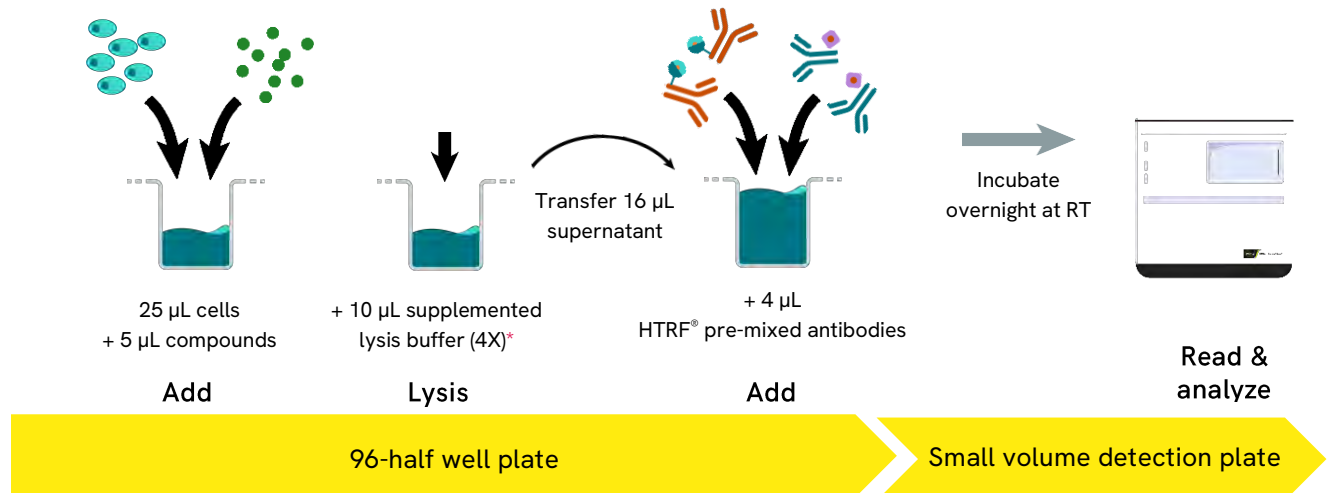 Transfer 16 µL
supernatant
Incubate
overnight at RT
25 µL cells
+ 5 µL compounds
+ 10 µL supplemented
lysis buffer (4X)*
+ 4 µL
HTRF® pre-mixed antibodies
Add
Lysis
Add
Read &
analyze
96-half well plate
Small volume detection plate